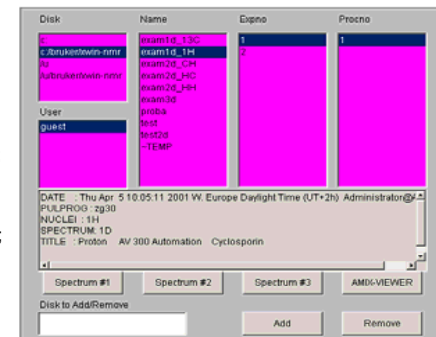 Disk Name Expno Procno
c:
c:/bruker/xwin-nmr
/u
/u/bruker/xwin-nmr
exam1d_13C
exam1d_1H
exam2d_CH
exam2d_HC
exam2d_HH
exam3d
proba
test
test2d
~TEMP
1
2
1
User
guest
DATE : Thu Apr 5 10:05:11 2001 W. Europe Daylight Time (UT+2h) Administrator@
PULPROG : zg30
NUCLEI : 1H
SPECTRUM: 1D
TITLE : Proton AV 300 Automation Cyclosporin
;
Spectrum #1 Spectrum #2 Spectrum #3 AMIX-VIEWER
Disk to Add/Remove
Add Remove